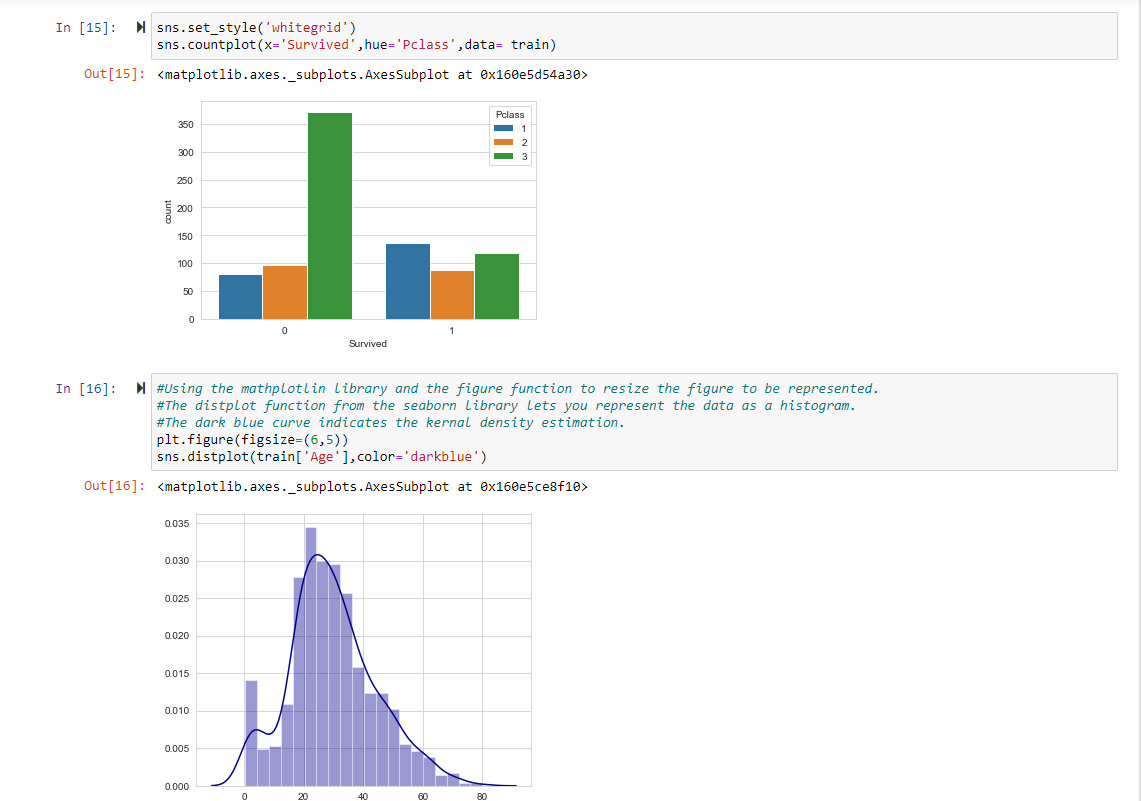 In [15]:
sns.set_style('whitegrid')
sns.countplot(x='Survived',hue='Pclass',data= train)
Out[15]: <matplotlib.axes._subplots.AxesSubplot at 0x160e5d54a30>
Pclass
1
2
3
350
300
250
200
150
100
50
0
count
0 1
Survived
In [16]:
#Using the mathplotlin library and the figure function to resize the figure to be represented.
#The distplot function from the seaborn library lets you represent the data as a histogram.
#The dark blue curve indicates the kernal density estimation.
plt.figure(figsize=(6,5))
sns.distplot(train['Age'],color='darkblue')
Out[16]: <matplotlib.axes._subplots.AxesSubplot at 0x160e5ce8f10>
0.035
0.030
0.025
0.020
0.015
0.010
0.005
0.000
0 20 40 60 80